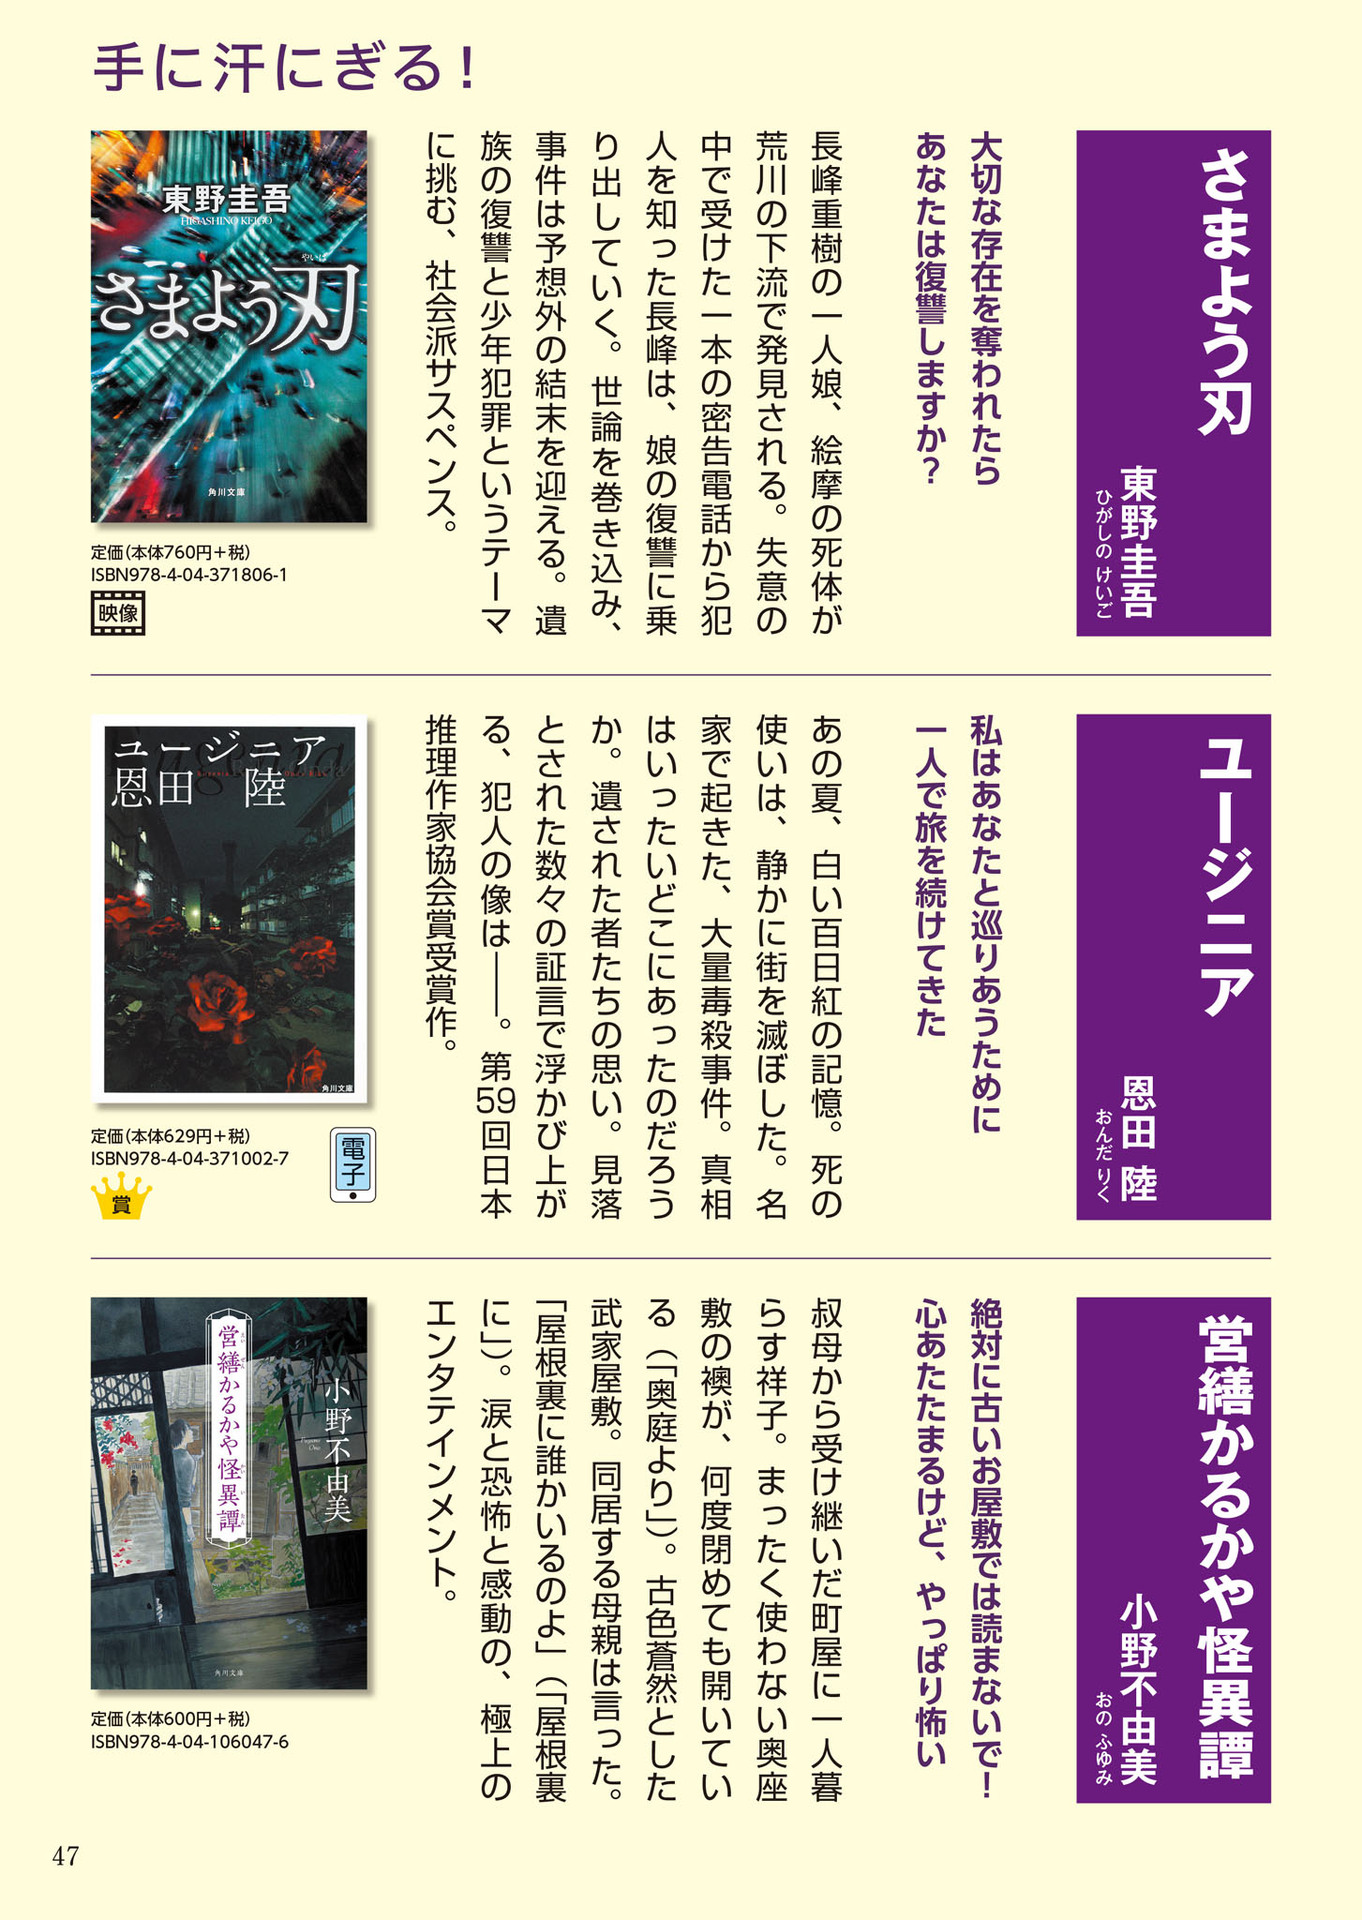 手に汗にぎる！
さまよう刃
東野圭吾
ひがしの けいご
大切な存在を奪われたら
あなたは復讐しますか？
長峰重樹の一人娘、絵摩の死体が
荒川の下流で発見される。失意の
中で受けた一本の密告電話から犯
人を知った長峰は、娘の復讐に乗
り出していく。世論を巻き込み、
事件は予想外の結末を迎える。遺
族の復讐と少年犯罪というテーマ
に挑む、社会派サスペンス。
東野圭吾
HIGASHINO KEIGO
やいば
さまよう刃
角川文庫
定価（本体760円＋税）
ISBN978-4-04-371806-1
映像
ユージニア
恩田 陸
おんだ りく
私はあなたと巡りあうために
一人で旅を続けてきた
あの夏、白い百日紅の記憶。死の
使いは、静かに街を滅ぼした。名
家で起きた、大量毒殺事件。真相
はいったいどこにあったのだろう
か。遺された者たちの思い。見落
とされた数々の証言で浮かび上が
る、犯人の像は――。第59回日本
推理作家協会賞受賞作。
ユージニア
恩田 陸
角川文庫
定価（本体629円＋税）
ISBN978-4-04-371002-7
賞
電子
営繕かるかや怪異譚
小野不由美
おの ふゆみ
絶対に古いお屋敷では読まないで！
心あたたまるけど、やっぱり怖い
叔母から受け継いだ町屋に一人暮
らす祥子。まったく使わない奥座
敷の襖が、何度閉めても開いてい
る（「奥庭より」）。古色蒼然とした
武家屋敷。同居する母親は言った。
「屋根裏に誰かいるのよ」（「屋根裏
に」）。涙と恐怖と感動の、極上の
エンタテインメント。
営繕かるかや怪異譚
えいぜん
かいいたん
小野不由美
Fuyumi Ono
角川文庫
定価（本体600円＋税）
ISBN978-4-04-106047-6
47